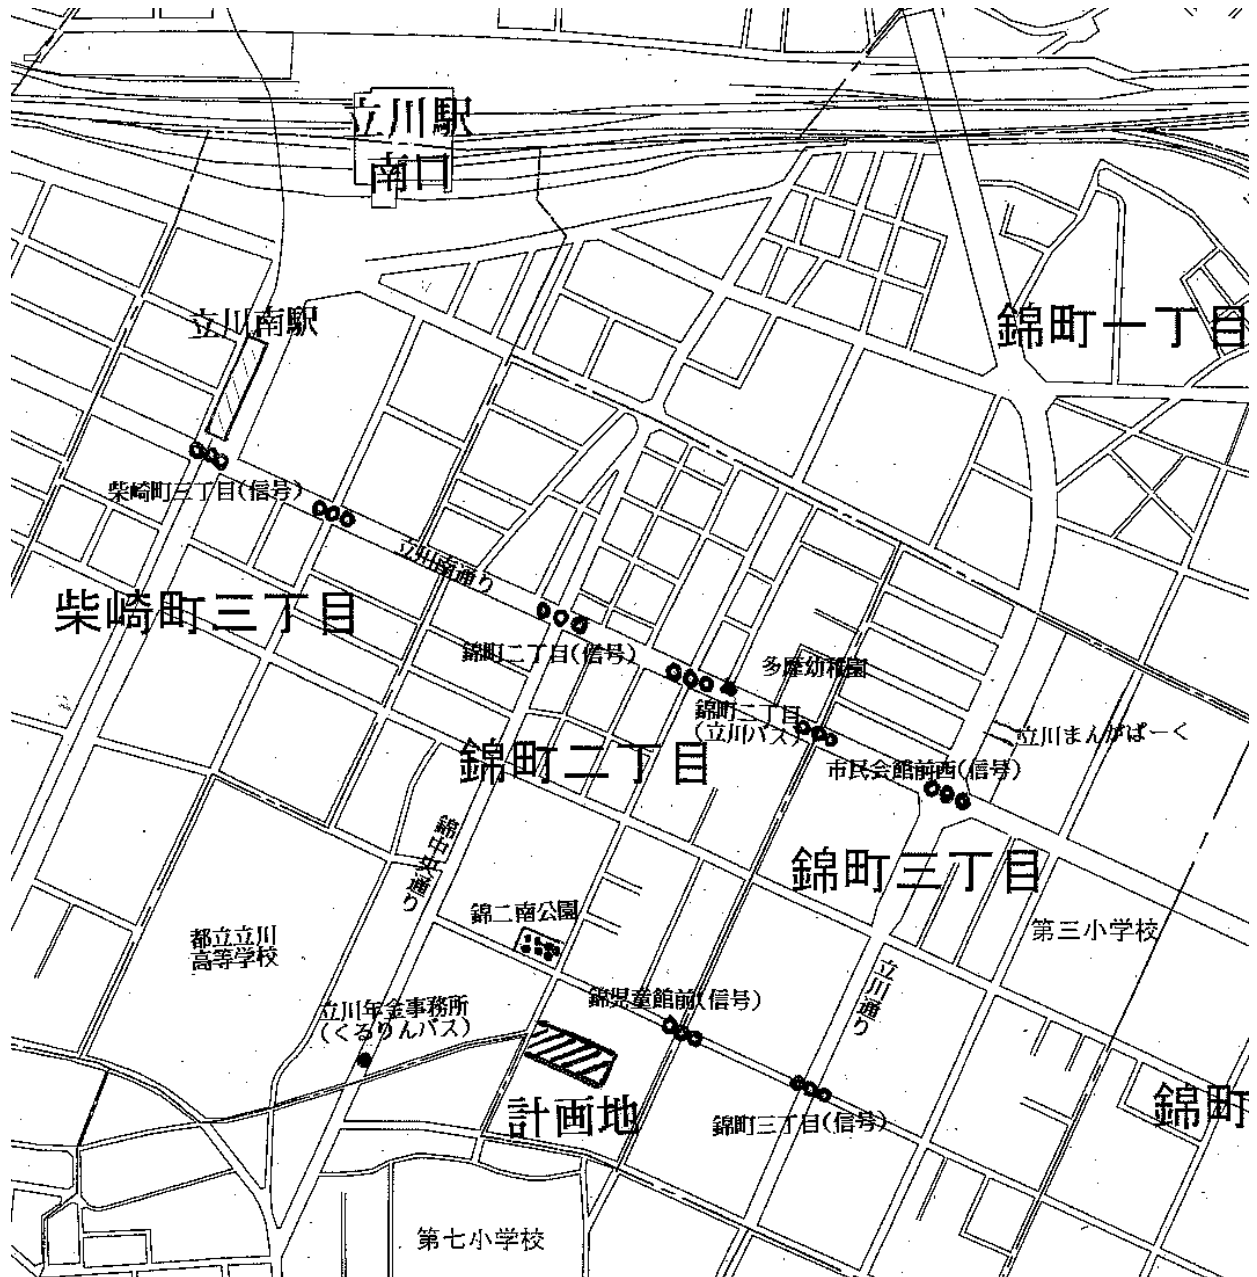 立川駅
南口
錦町一丁目
立川南駅
柴崎町三丁目(信号)
立川南通り
柴崎町三丁目
錦町二丁目(信号)
多摩幼稚園
錦町二丁目
(立川バス)
立川まんがぱーく
錦町二丁目
市民会館前西(信号)
錦中央通り
錦町三丁目
錦二南公園
第三小学校
都立立川
高等学校
立川通り
錦児童館前(信号)
立川年金事務所
(くるりんバス)
計画地
錦町三丁目(信号)
錦町
第七小学校